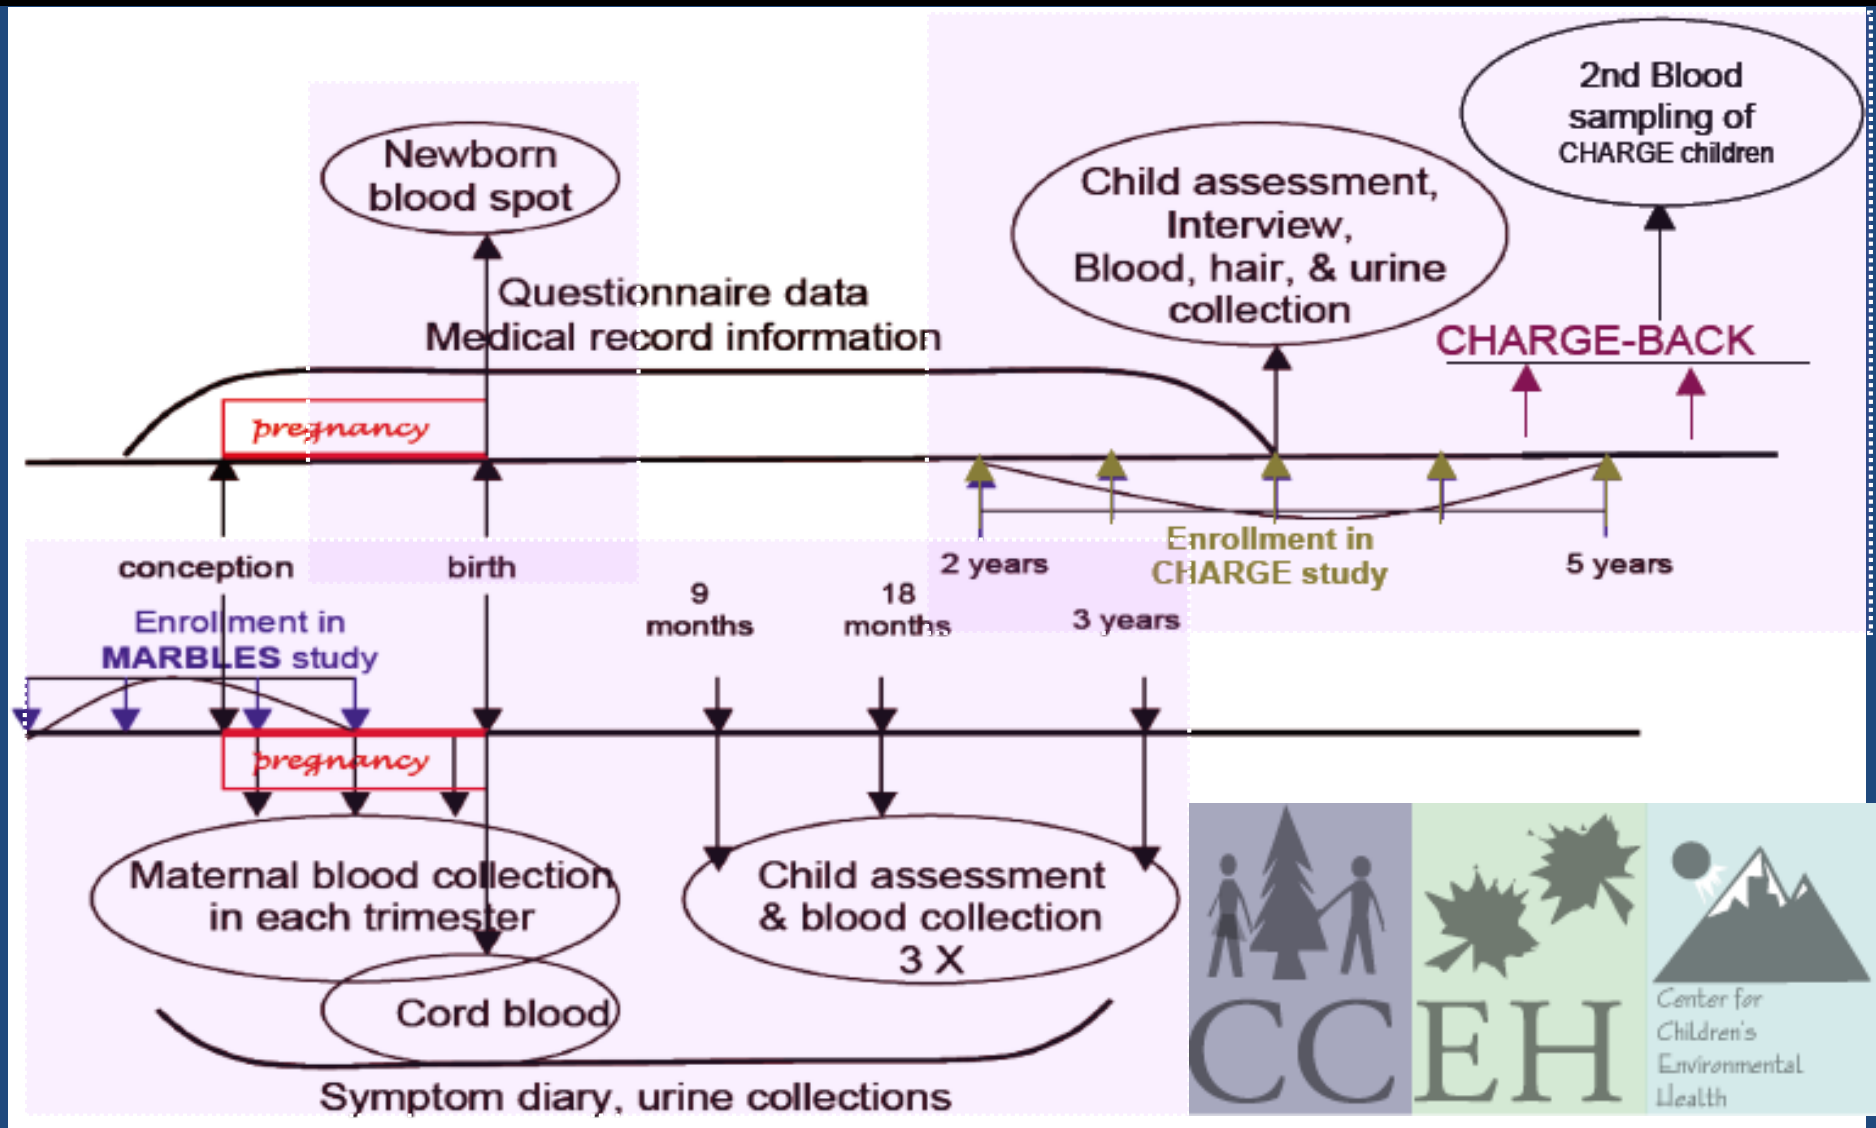 2nd Blood
sampling of
CHARGE children
Newborn
blood spot
Child assessment,
Interview,
Blood, hair, & urine
collection
Questionnaire data
Medical record information
CHARGE-BACK
pregnancy
conception
birth
2 years
Enrollment in
CHARGE study
5 years
9
months
18
months
3 years
Enrollment in
MARBLES study
pregnancy
Maternal blood collection
in each trimester
Child assessment
& blood collection
3 X
Cord blood
Symptom diary, urine collections
CCEH
Center for
Children's
Environmental
Health